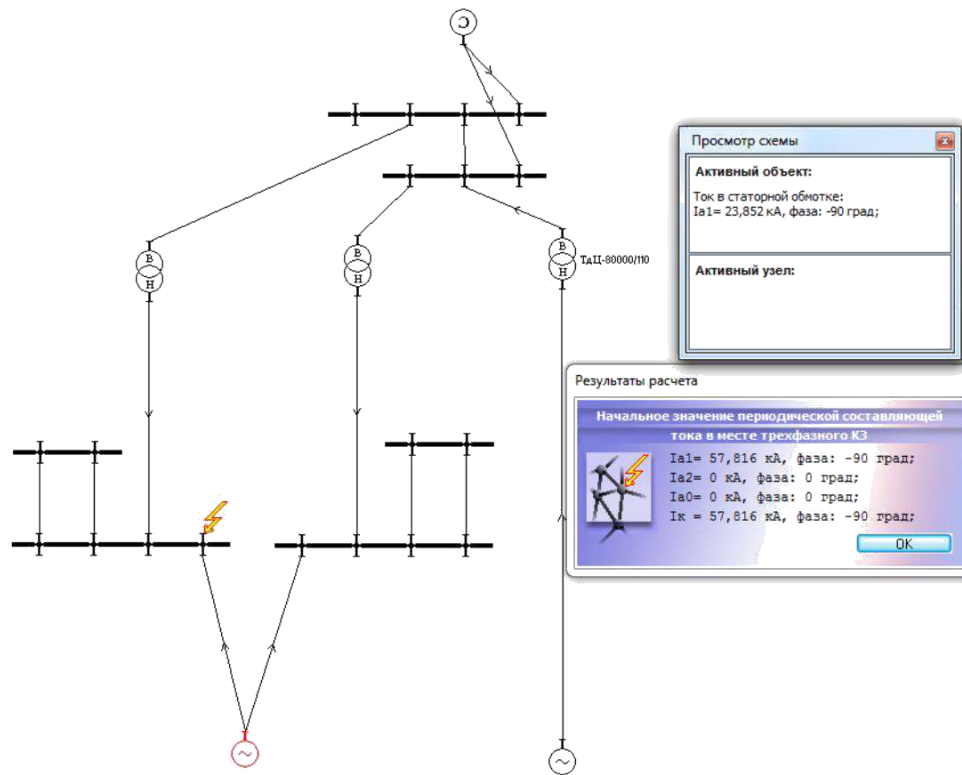 С
Просмотр схемы
Активный объект:
Ток в статорной обмотке:
Ia1= 23,852 кА, фаза: -90 град;
Активный узел:
В
Н
В
Н
В
Н
ТдЦ-80000/110
Результаты расчета
Начальное значение периодической составляющей
тока в месте трехфазного КЗ
Ia1= 57,816 кА, фаза: -90 град;
Ia2= 0 кА, фаза: 0 град;
Ia0= 0 кА, фаза: 0 град;
Iк = 57,816 кА, фаза: -90 град;
OK